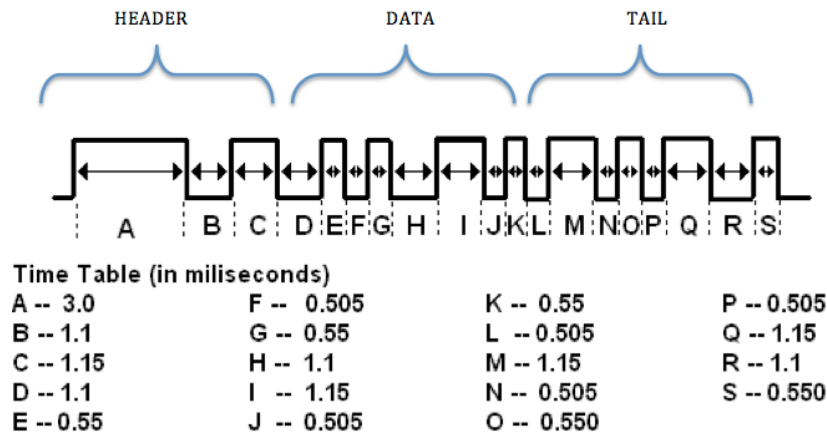 HEADER DATA TAIL
A B C D E F G H I J K L M N O P Q R S
Time Table (in miliseconds)
A -- 3.0 F -- 0.505 K -- 0.55 P -- 0.505
B -- 1.1 G -- 0.55 L -- 0.505 Q -- 1.15
C -- 1.15 H -- 1.1 M -- 1.15 R -- 1.1
D -- 1.1 I -- 1.15 N -- 0.505 S -- 0.550
E -- 0.55 J -- 0.505 O -- 0.550